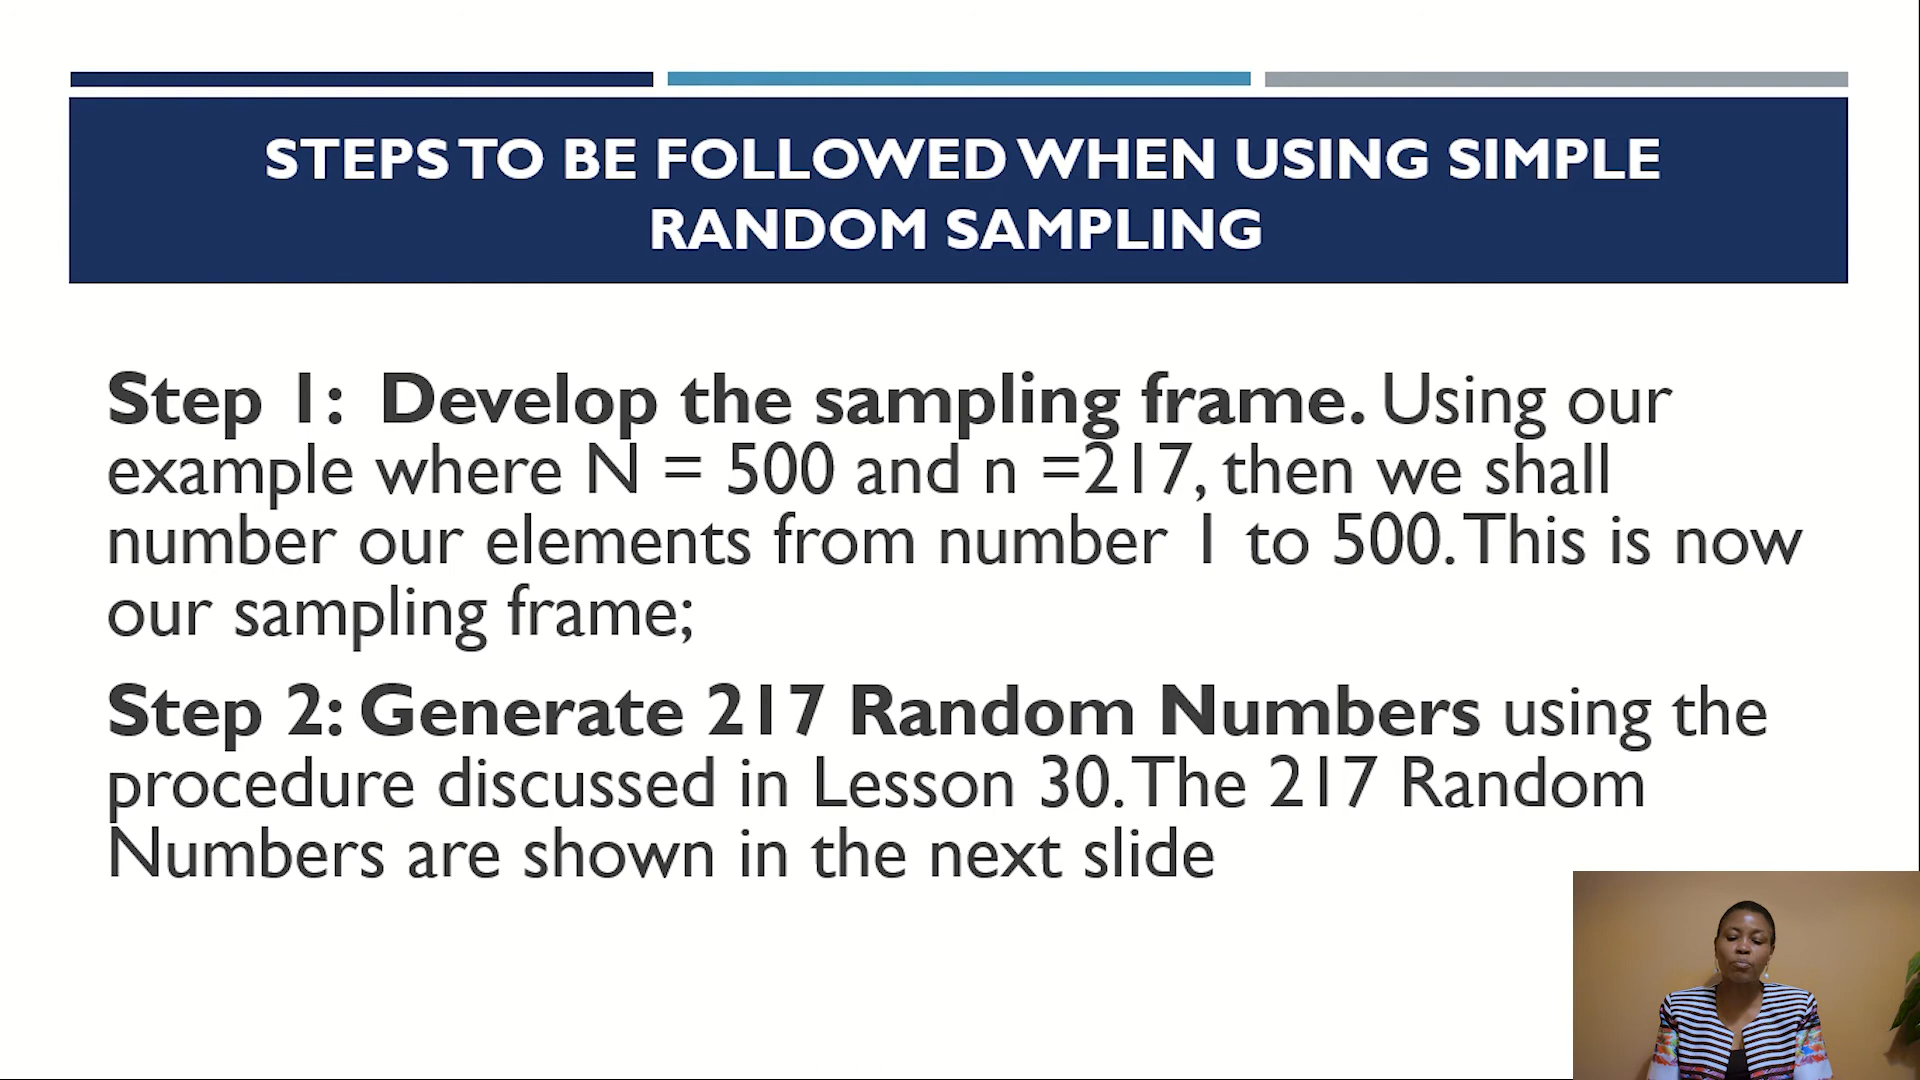 STEPS TO BE FOLLOWED WHEN USING SIMPLE
RANDOM SAMPLING
Step 1: Develop the sampling frame. Using our
example where N = 500 and n =217, then we shall
number our elements from number 1 to 500. This is now
our sampling frame;
Step 2: Generate 217 Random Numbers using the
procedure discussed in Lesson 30. The 217 Random
Numbers are shown in the next slide